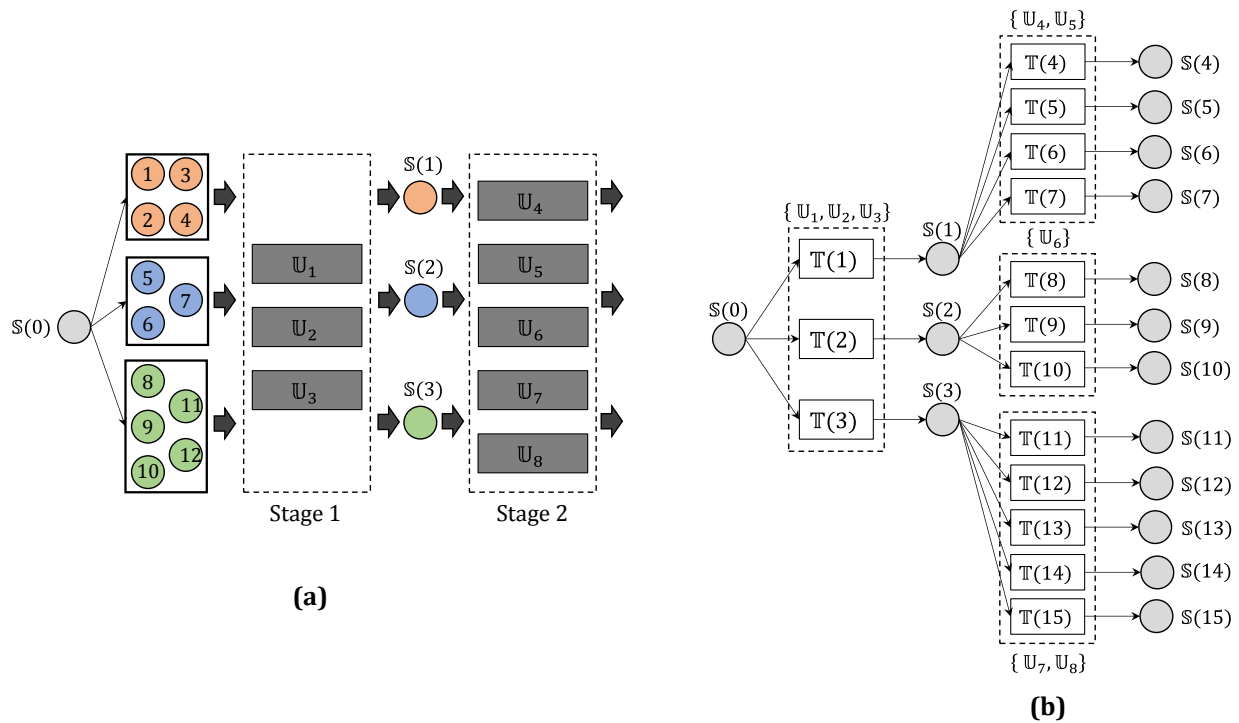 𝕊(0)
1 3
2 4
5
7
6
8
11
9
12
10
𝕌₁
𝕌₂
𝕌₃
Stage 1
𝕊(1)
𝕊(2)
𝕊(3)
𝕌₄
𝕌₅
𝕌₆
𝕌₇
𝕌₈
Stage 2
(a)
𝕊(0)
{ 𝕌₁, 𝕌₂, 𝕌₃}
𝕋(1)
𝕋(2)
𝕋(3)
𝕊(1)
𝕊(2)
𝕊(3)
{ 𝕌₄, 𝕌₅}
𝕋(4) 𝕊(4)
𝕋(5) 𝕊(5)
𝕋(6) 𝕊(6)
𝕋(7) 𝕊(7)
{ 𝕌₆}
𝕋(8) 𝕊(8)
𝕋(9) 𝕊(9)
𝕋(10) 𝕊(10)
𝕋(11) 𝕊(11)
𝕋(12) 𝕊(12)
𝕋(13) 𝕊(13)
𝕋(14) 𝕊(14)
𝕋(15) 𝕊(15)
{ 𝕌₇, 𝕌₈}
(b)